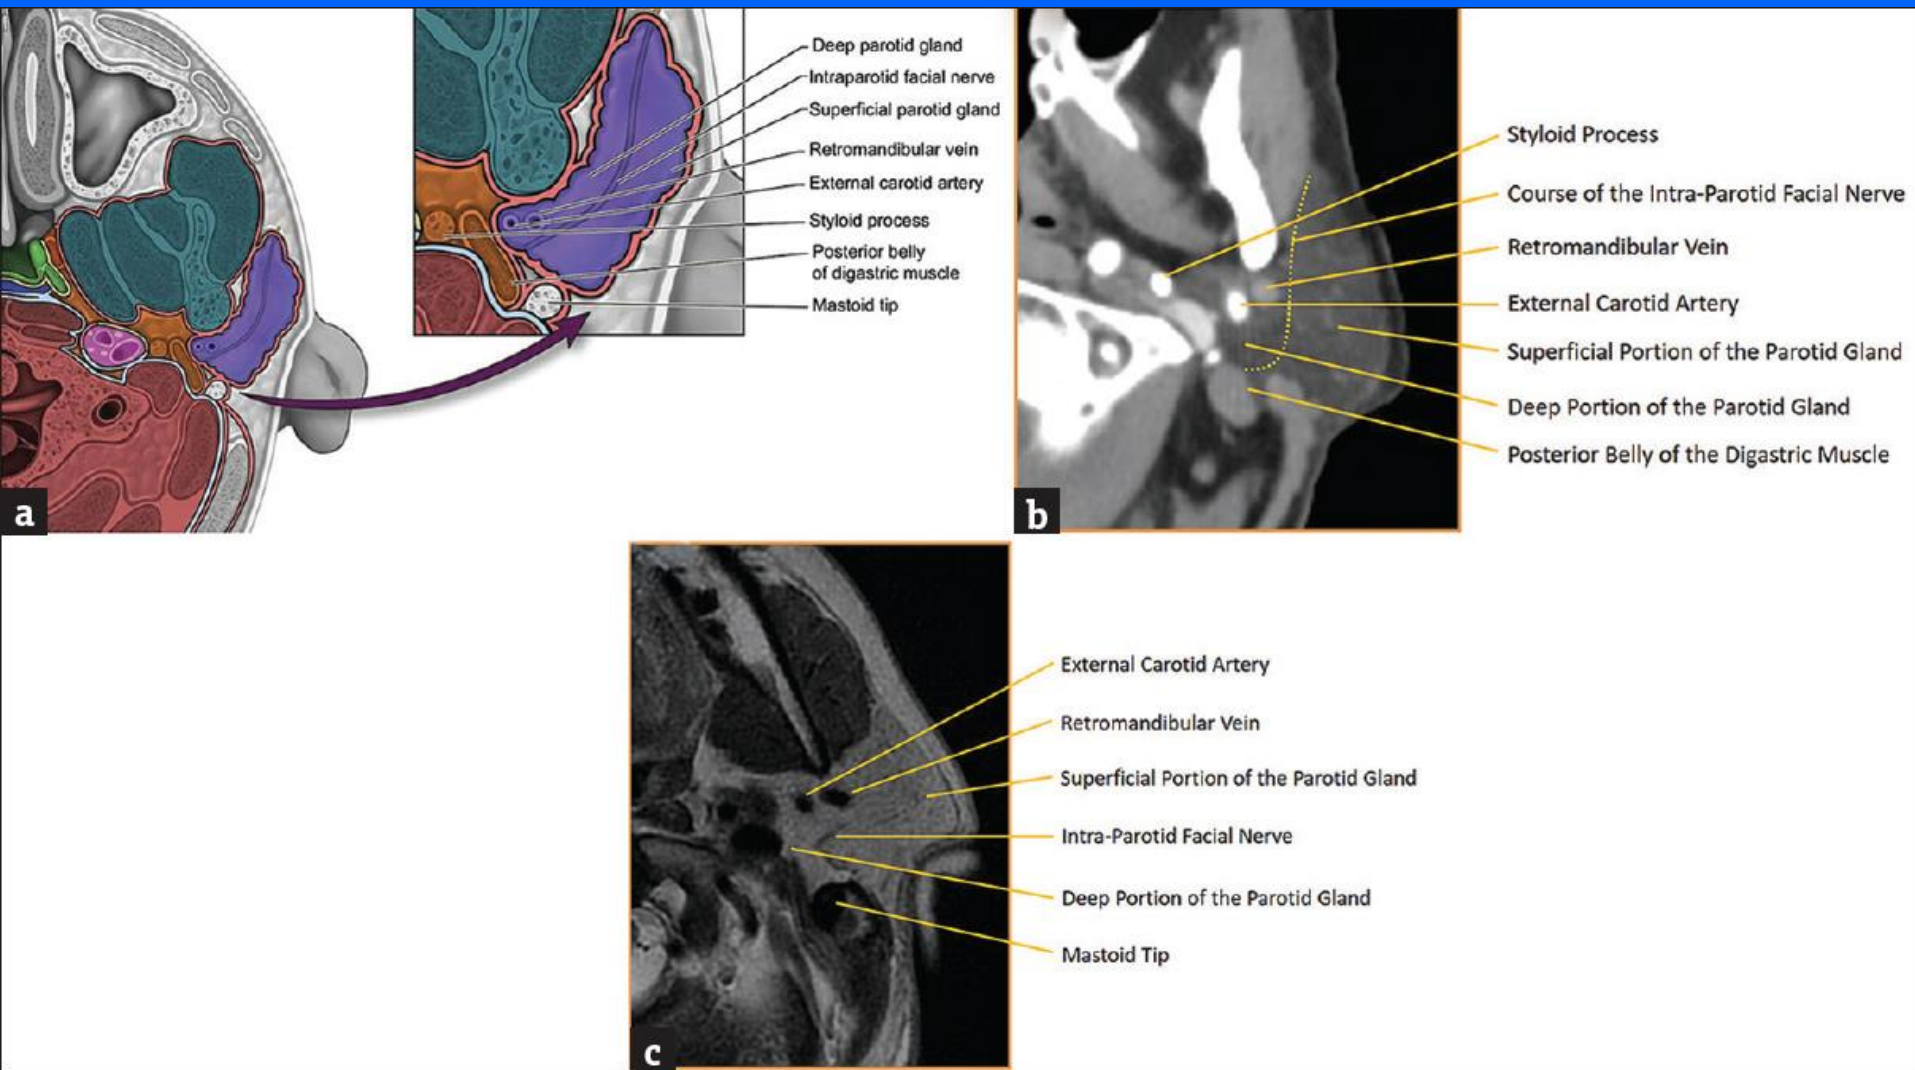 Deep parotid gland
Intraparotid facial nerve
Superficial parotid gland
Retromandibular vein
External carotid artery
Styloid process
Posterior belly
of digastric muscle
Mastoid tip
a
Styloid Process
Course of the Intra-Parotid Facial Nerve
Retromandibular Vein
External Carotid Artery
Superficial Portion of the Parotid Gland
Deep Portion of the Parotid Gland
Posterior Belly of the Digastric Muscle
b
External Carotid Artery
Retromandibular Vein
Superficial Portion of the Parotid Gland
Intra-Parotid Facial Nerve
Deep Portion of the Parotid Gland
Mastoid Tip
c